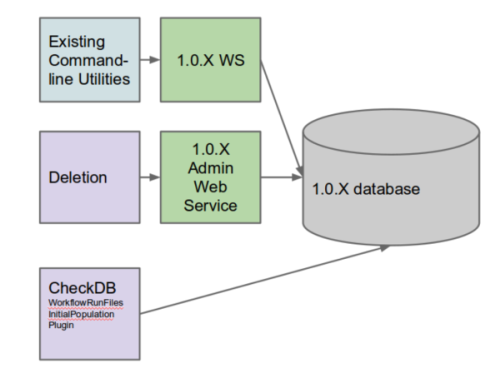 Existing
Command-
line Utilities
1.0.X WS
Deletion
1.0.X
Admin
Web
Service
1.0.X database
CheckDB
WorkflowRunFiles
InitialPopulation
Plugin